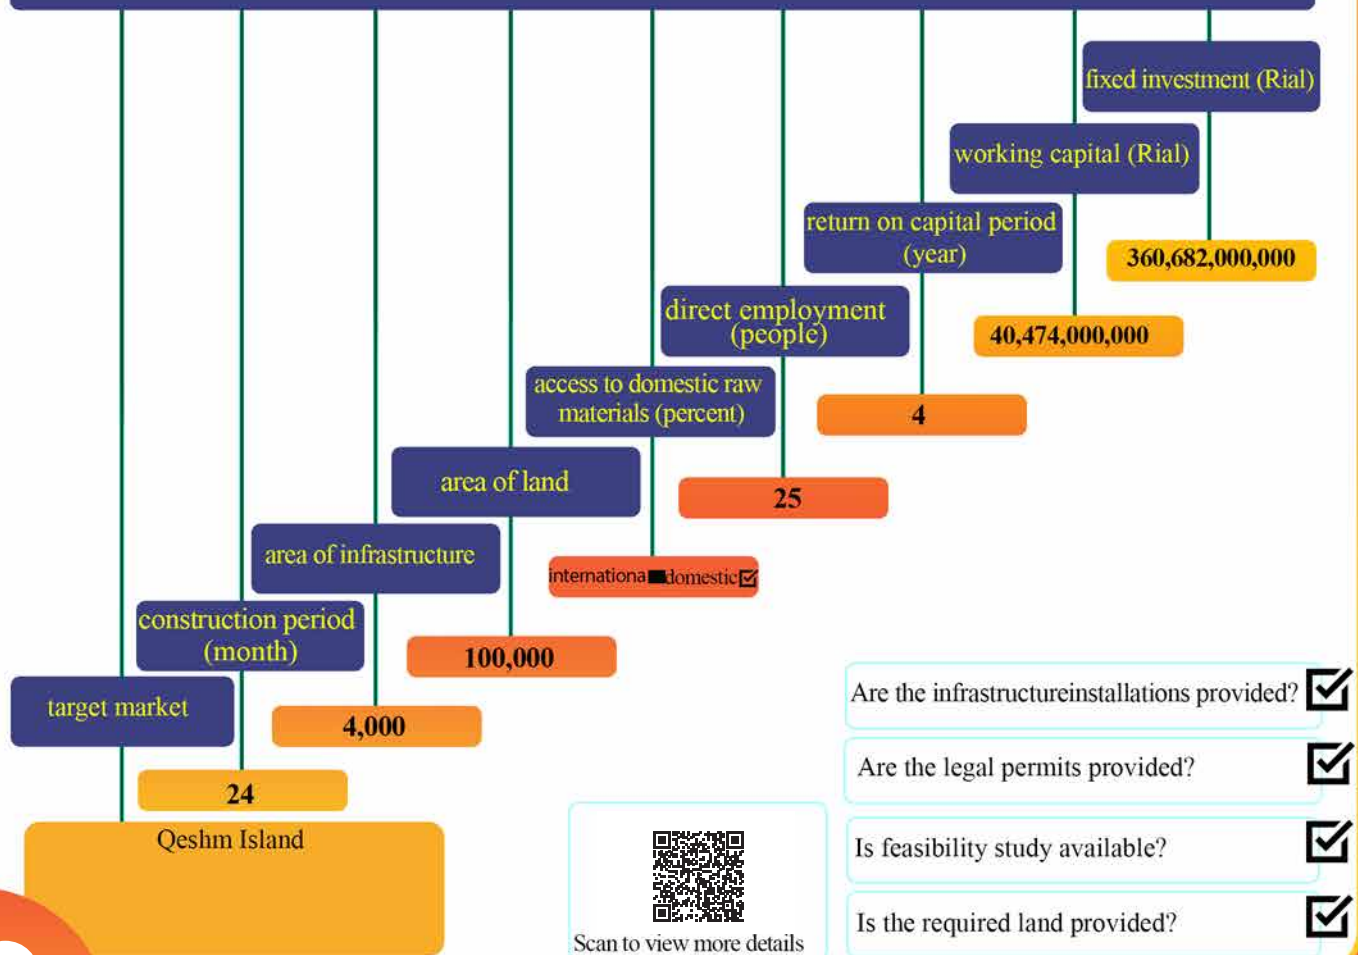 fixed investment (Rial)
360,682,000,000
working capital (Rial)
40,474,000,000
return on capital period
(year)
4
direct employment
(people)
25
access to domestic raw
materials (percent)
internationa domestic
area of land
100,000
area of infrastructure
4,000
construction period
(month)
24
target market
Qeshm Island
Scan to view more details
Are the infrastructureinstallations provided?
Are the legal permits provided?
Is feasibility study available?
Is the required land provided?